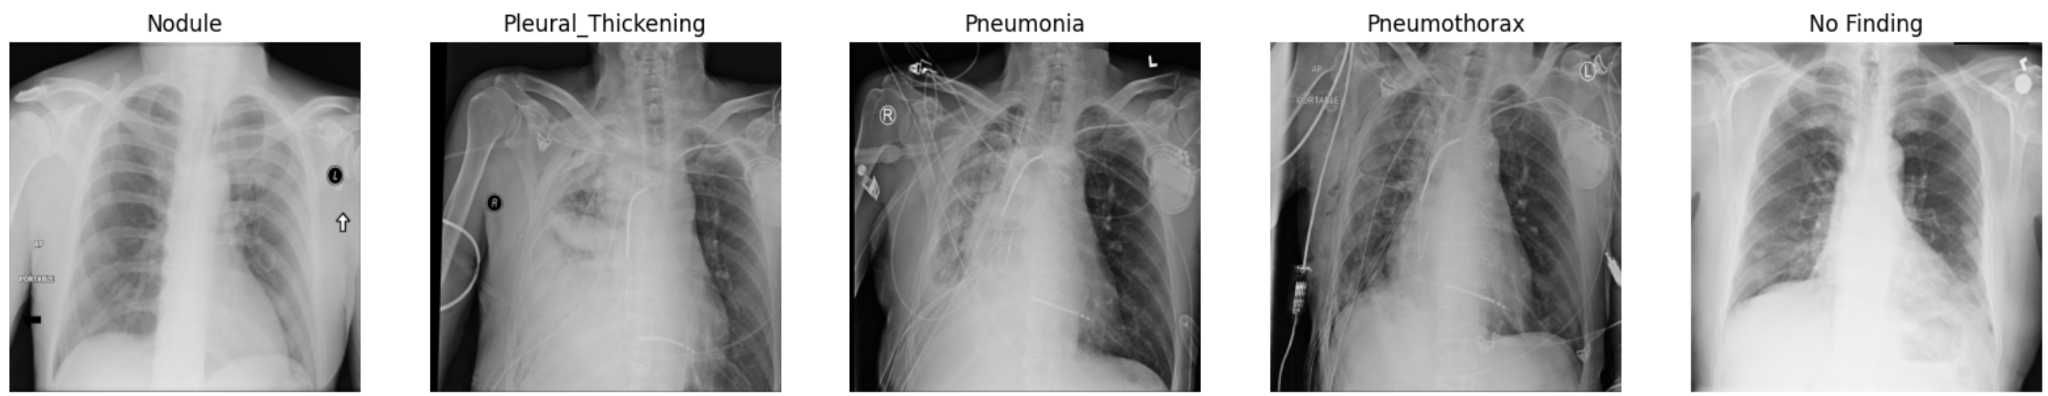 Nodule
Pleural_Thickening
Pneumonia
Pneumothorax
No Finding
L
AP
PORTABLE
R
R
L
AP
PORTABLE
L